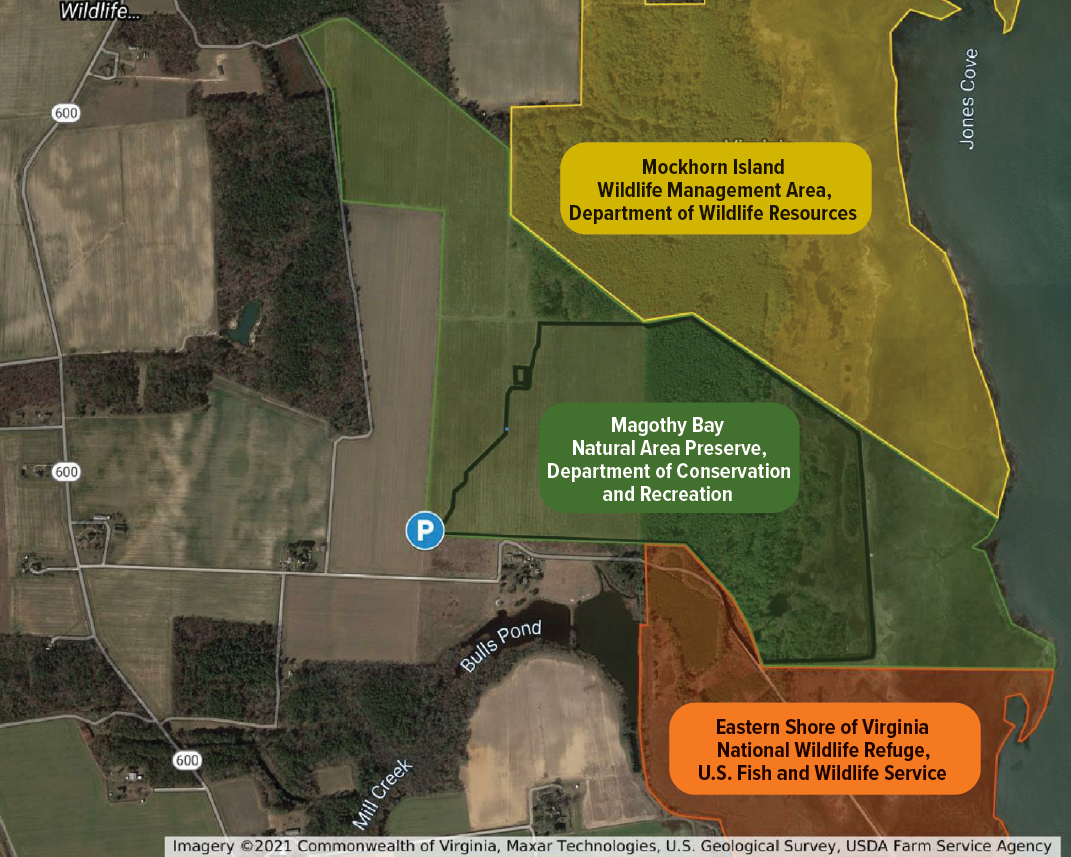 Wildlife...
600
Jones Cove
Mockhorn Island
Wildlife Management Area,
Department of Wildlife Resources
Magothy Bay
Natural Area Preserve,
Department of Conservation
and Recreation
600
P
Bulls Pond
Eastern Shore of Virginia
National Wildlife Refuge,
U.S. Fish and Wildlife Service
600
Mill Creek
Imagery ©2021 Commonwealth of Virginia, Maxar Technologies, U.S. Geological Survey, USDA Farm Service Agency